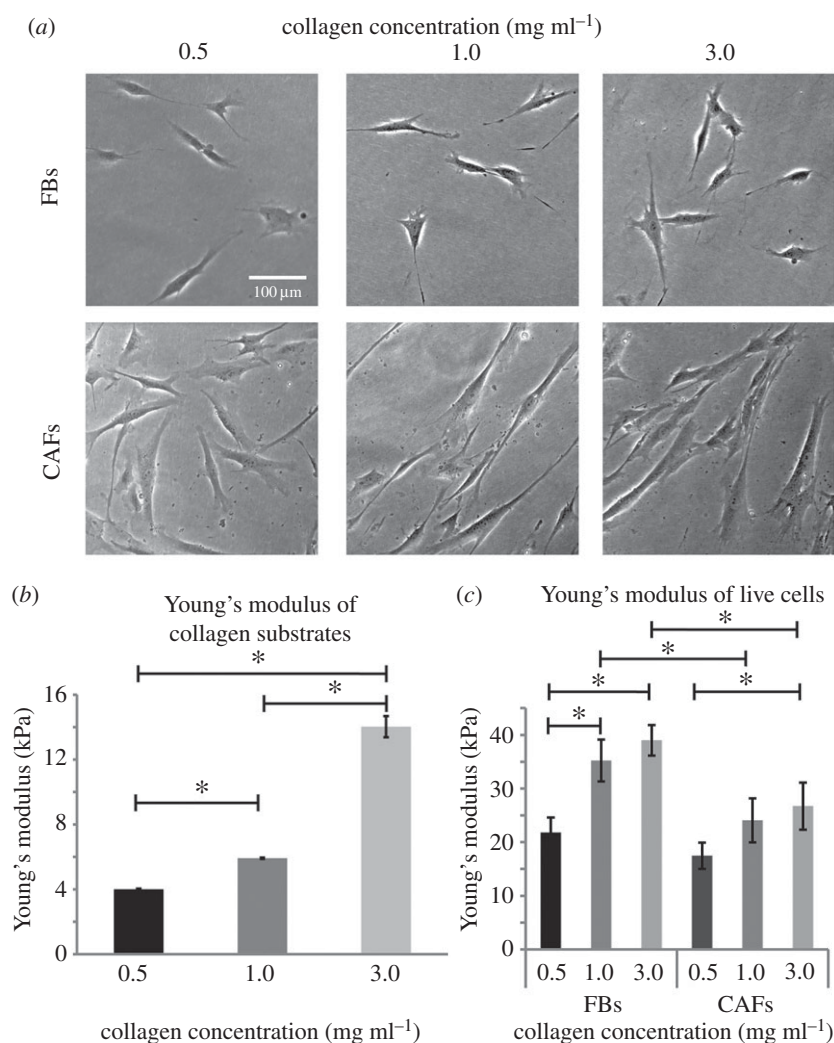 (a)
collagen concentration (mg ml⁻¹)
0.5 1.0 3.0
FBs
100 µm
CAFs
(b)
Young's modulus of
collagen substrates
*
*
*
Young's modulus (kPa)
16
12
8
4
0
0.5 1.0 3.0
collagen concentration (mg ml⁻¹)
(c)
Young's modulus of live cells
*
*
* *
*
Young's modulus (kPa)
40
30
20
10
0
0.5 1.0 3.0 0.5 1.0 3.0
FBs CAFs
collagen concentration (mg ml⁻¹)